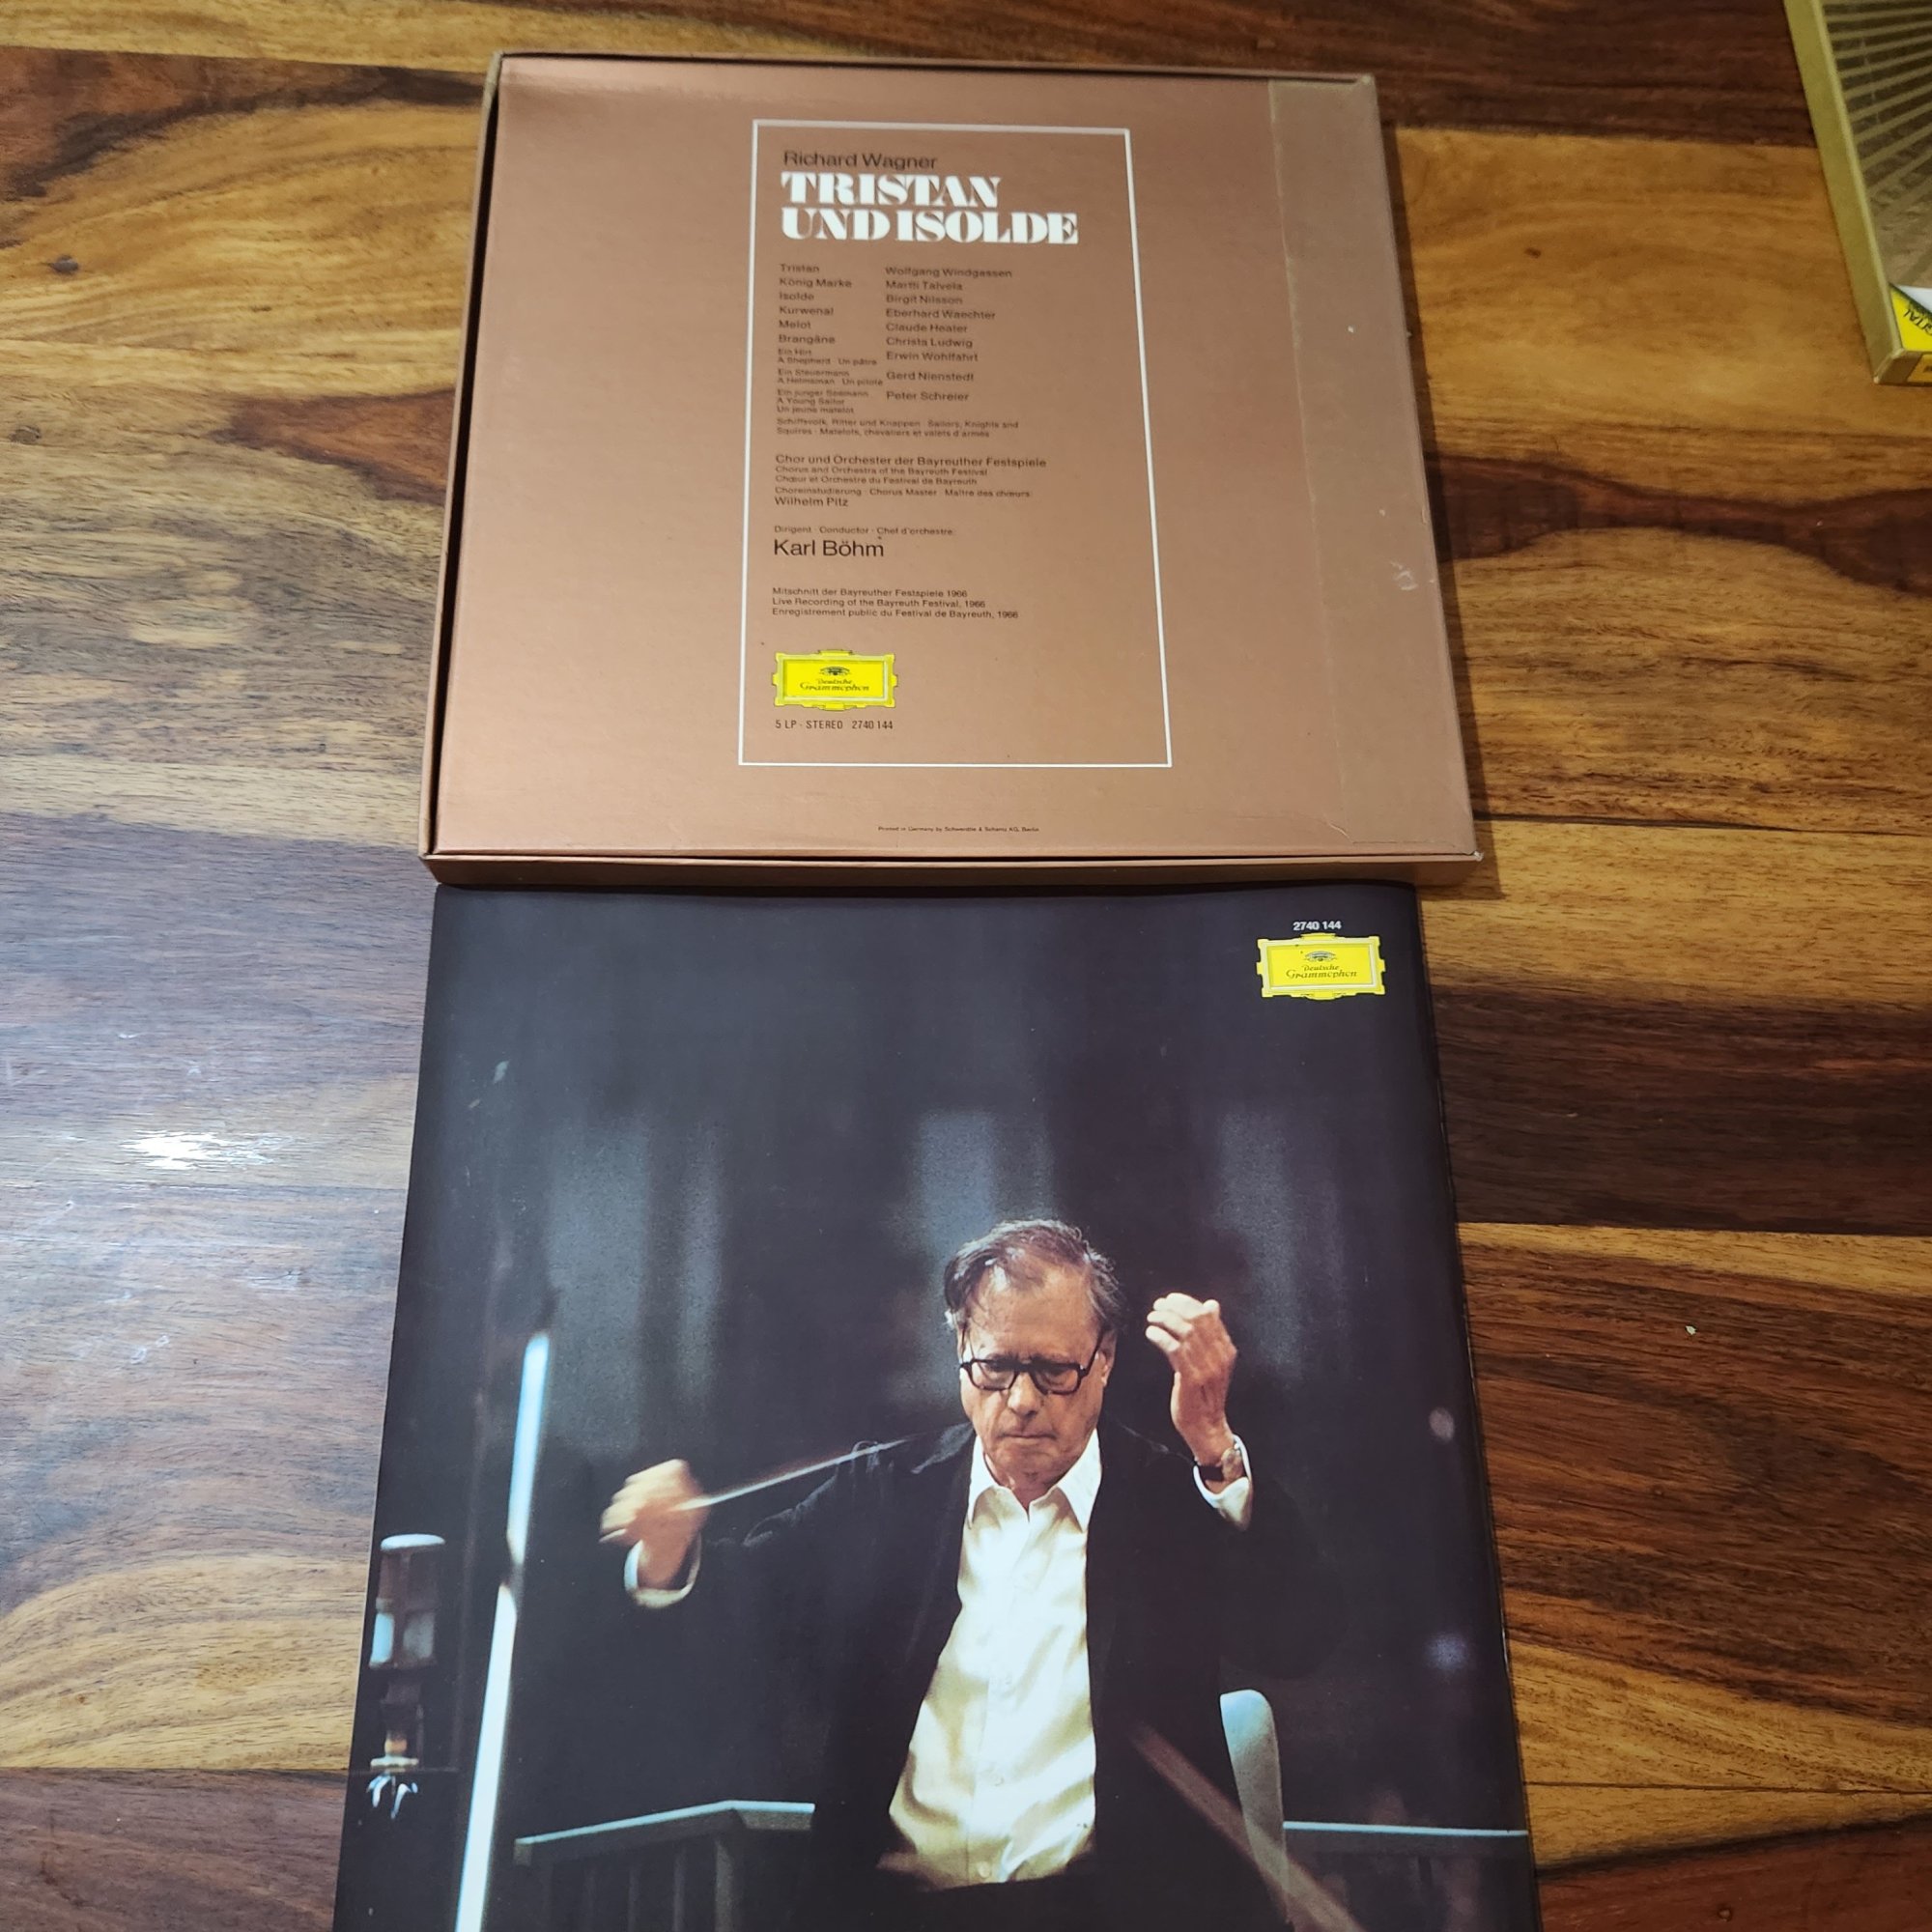 Richard Wagner
TRISTAN
UND ISOLDE
Tristan Wolfgang Windgassen
König Marke Martti Talvela
Isolde Birgit Nilsson
Kurwenal Eberhard Waechter
Melot Claude Heater
Brangäne Christa Ludwig
Ein Hirt
A Shepherd · Un pâtre Erwin Wohlfahrt
Ein Steuermann
A Helmsman · Un pilote Gerd Nienstedt
Ein junger Seemann
A Young Sailor Peter Schreier
Un jeune matelot
Schiffsvolk, Ritter und Knappen · Sailors, Knights and
Squires · Matelots, chevaliers et valets d'armes
Chor und Orchester der Bayreuther Festspiele
Chorus and Orchestra of the Bayreuth Festival
Chœur et Orchestre du Festival de Bayreuth
Choreinstudierung · Chorus Master · Maître des chœurs:
Wilhelm Pitz
Dirigent · Conductor · Chef d'orchestre:
Karl Böhm
Mitschnitt der Bayreuther Festspiele 1966
Live Recording of the Bayreuth Festival, 1966
Enregistrement public du Festival de Bayreuth, 1966
Deutsche
Grammophon
5 LP · STEREO 2740 144
Printed in Germany by
2740 144
Deutsche
Grammophon